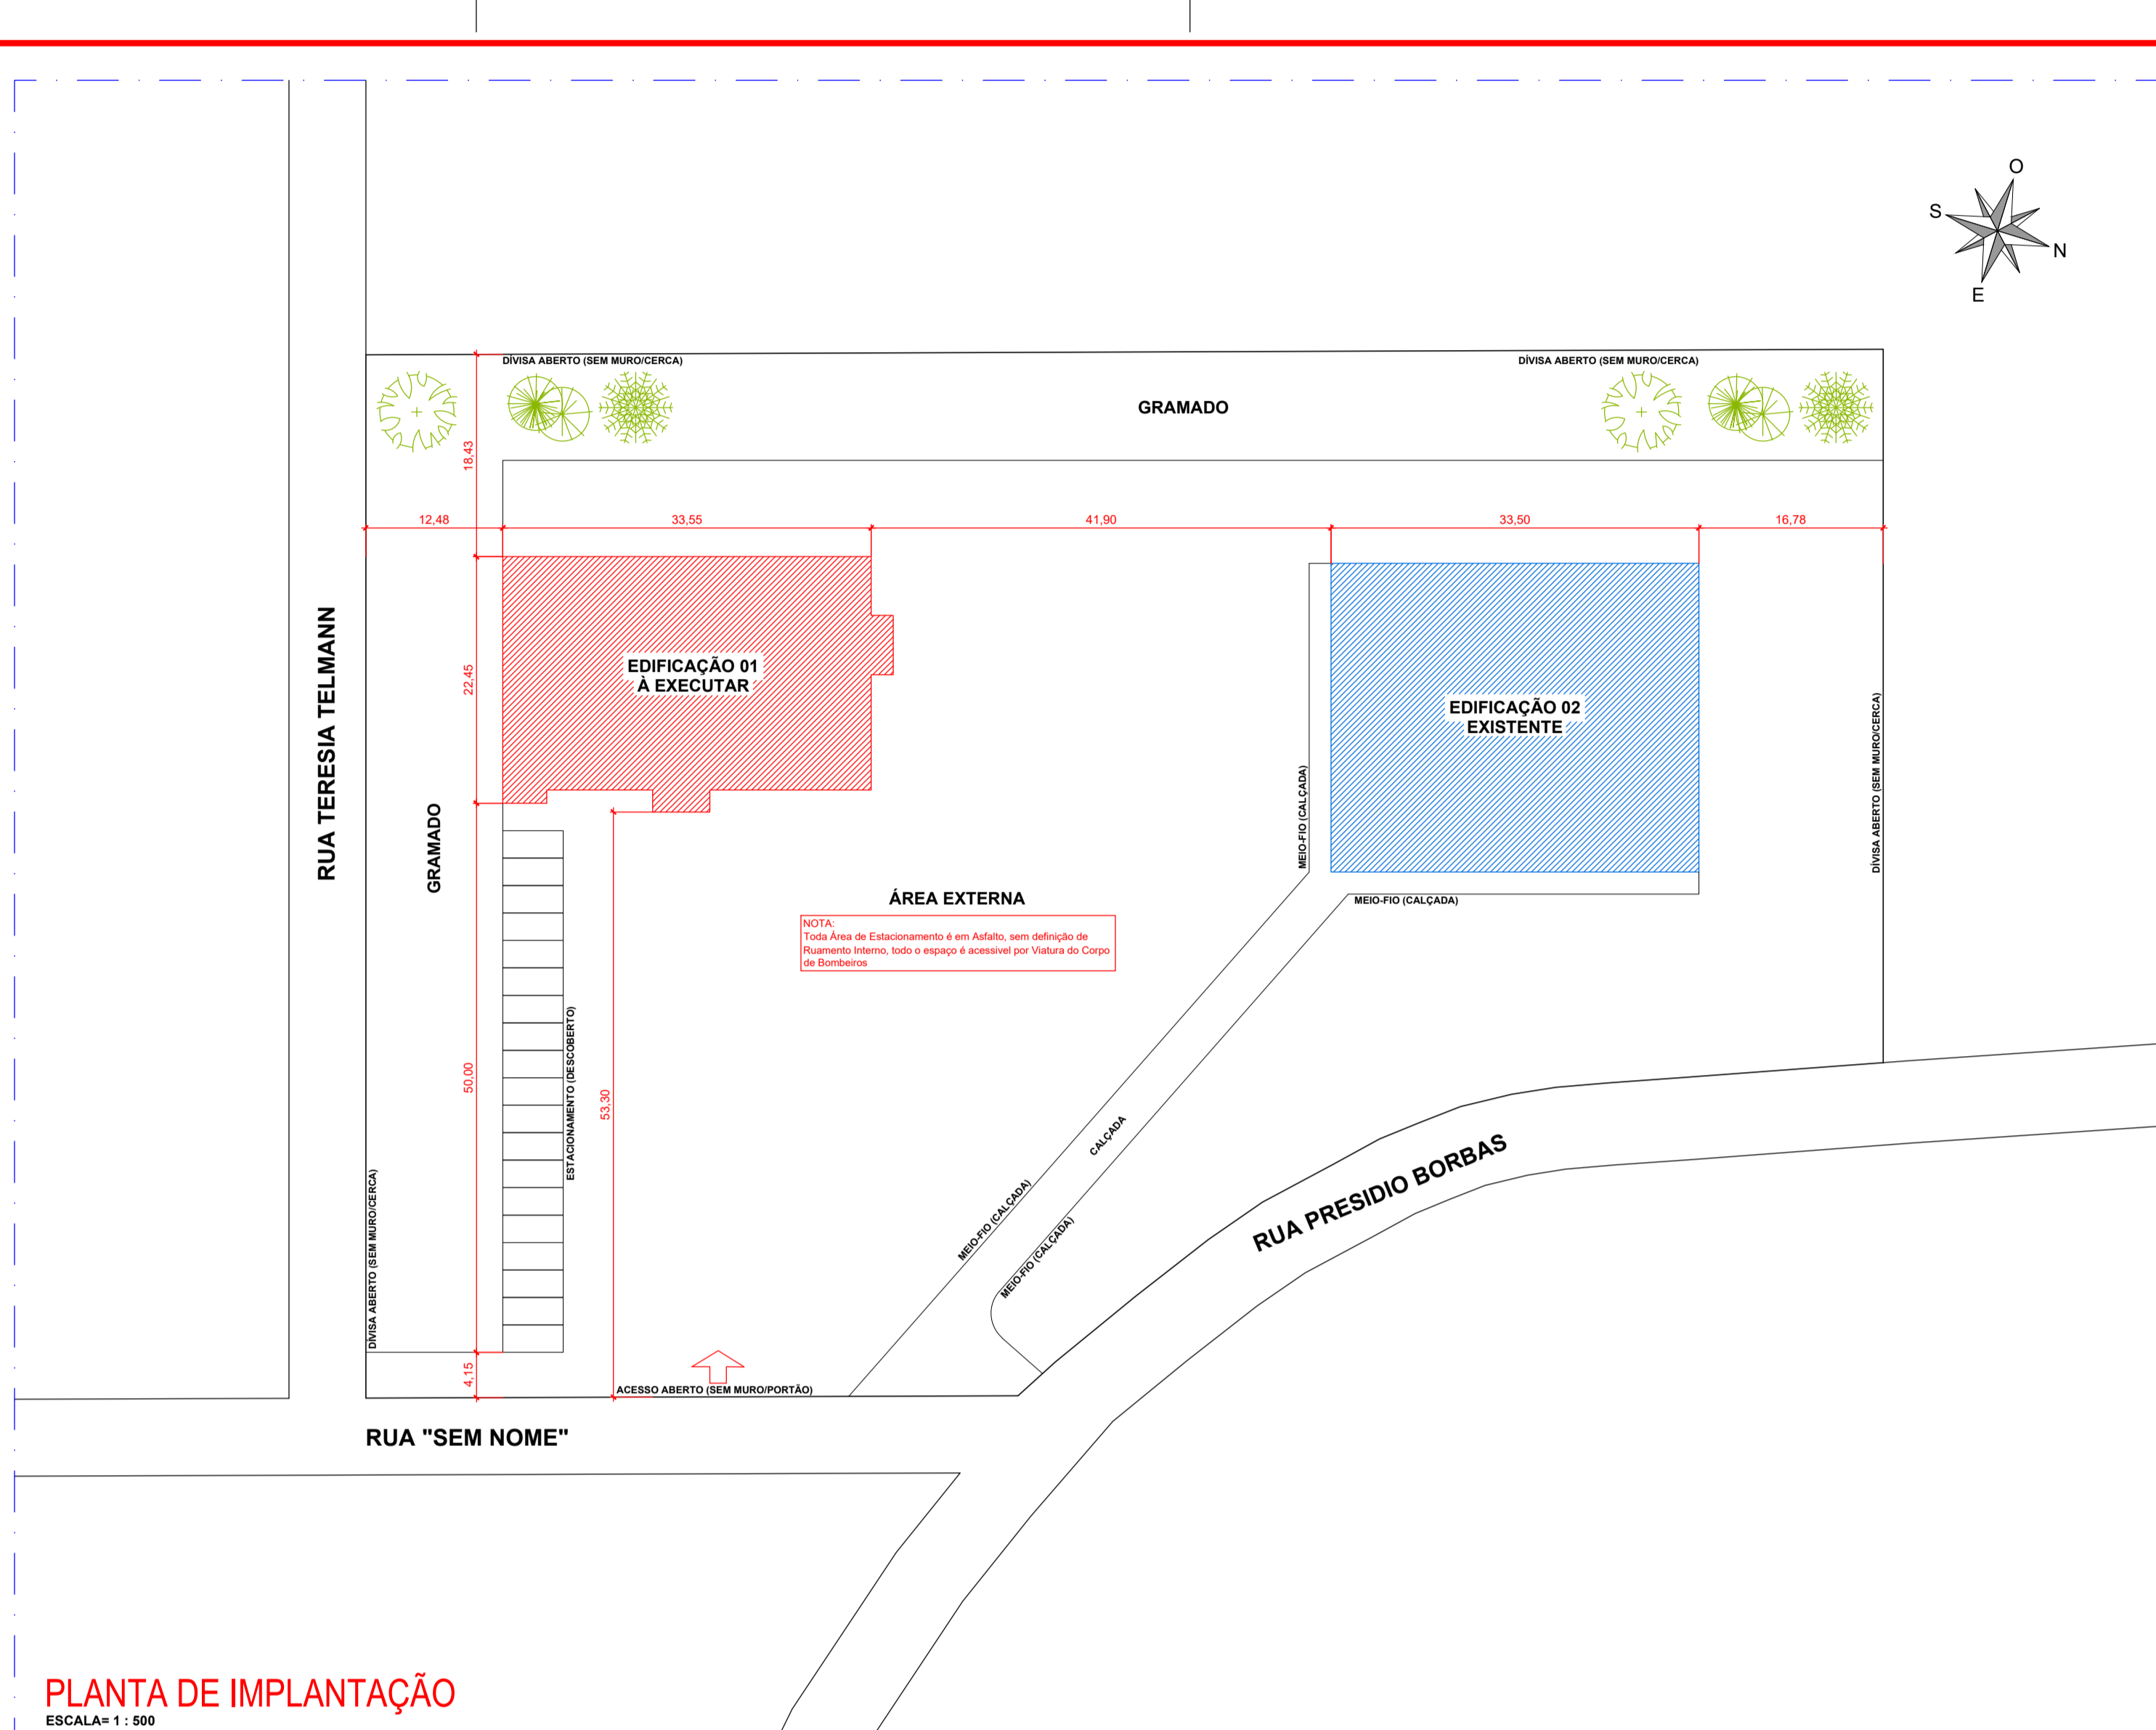 O
S
N
E
DÍVISA ABERTO (SEM MURO/CERCA)
DÍVISA ABERTO (SEM MURO/CERCA)
GRAMADO
18,43
12,48
33,55
41,90
33,50
16,78
RUA TERESIA TELMANN
22,45
EDIFICAÇÃO 01
À EXECUTAR
EDIFICAÇÃO 02
EXISTENTE
DÍVISA ABERTO (SEM MURO/CERCA)
MEIO-FIO (CALÇADA)
GRAMADO
MEIO-FIO (CALÇADA)
ÁREA EXTERNA
NOTA:
Toda Área de Estacionamento é em Asfalto, sem definição de
Ruamento Interno, todo o espaço é acessivel por Viatura do Corpo
de Bombeiros
50,00
53,30
ESTACIONAMENTO (DESCOBERTO)
CALÇADA
MEIO-FIO (CALÇADA)
MEIO-FIO (CALÇADA)
RUA PRESIDIO BORBAS
DÍVISA ABERTO (SEM MURO/CERCA)
4,15
ACESSO ABERTO (SEM MURO/PORTÃO)
RUA "SEM NOME"
PLANTA DE IMPLANTAÇÃO
ESCALA= 1 : 500